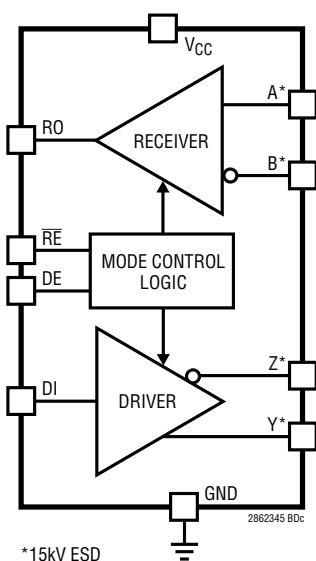 VCC
A*
RO
RECEIVER
B*
RE
MODE CONTROL
LOGIC
DE
Z*
DI
DRIVER
Y*
GND
2862345 BDc
*15kV ESD